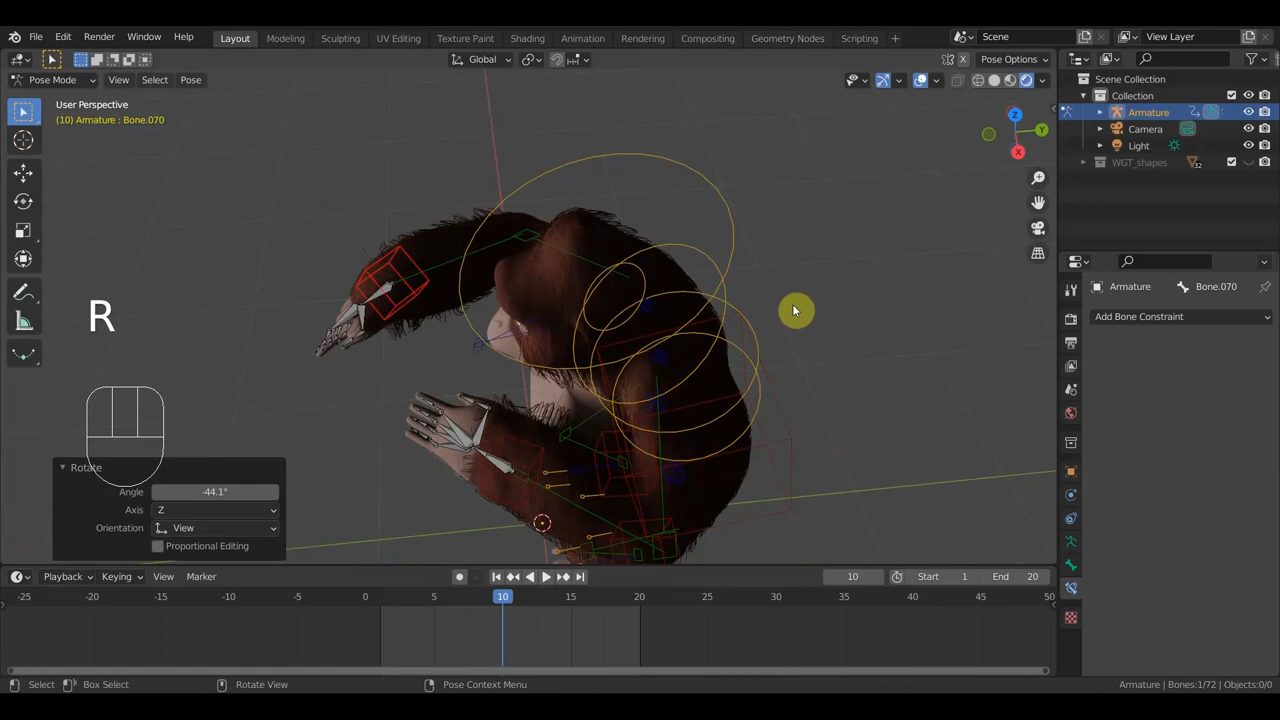 File Edit Render Window Help Layout Modeling Sculpting UV Editing Texture Paint Shading Animation Rendering Compositing Geometry Nodes Scripting + Scene View Layer
Global Pose Options
Pose Mode View Select Pose
Scene Collection
Collection
Armature
Camera
Light
WGT_shapes 32
User Perspective
(10) Armature : Bone.070
Z
Y
X
R
Armature Bone.070
Add Bone Constraint
Rotate
Angle -44.1°
Axis Z
Orientation View
Proportional Editing
Playback Keying View Marker 10 Start 1 End 20
-25 -20 -15 -10 -5 0 5 10 15 20 25 30 35 40 45 50
Select Box Select Rotate View Pose Context Menu Armature | Bones:1/72 | Objects:0/0